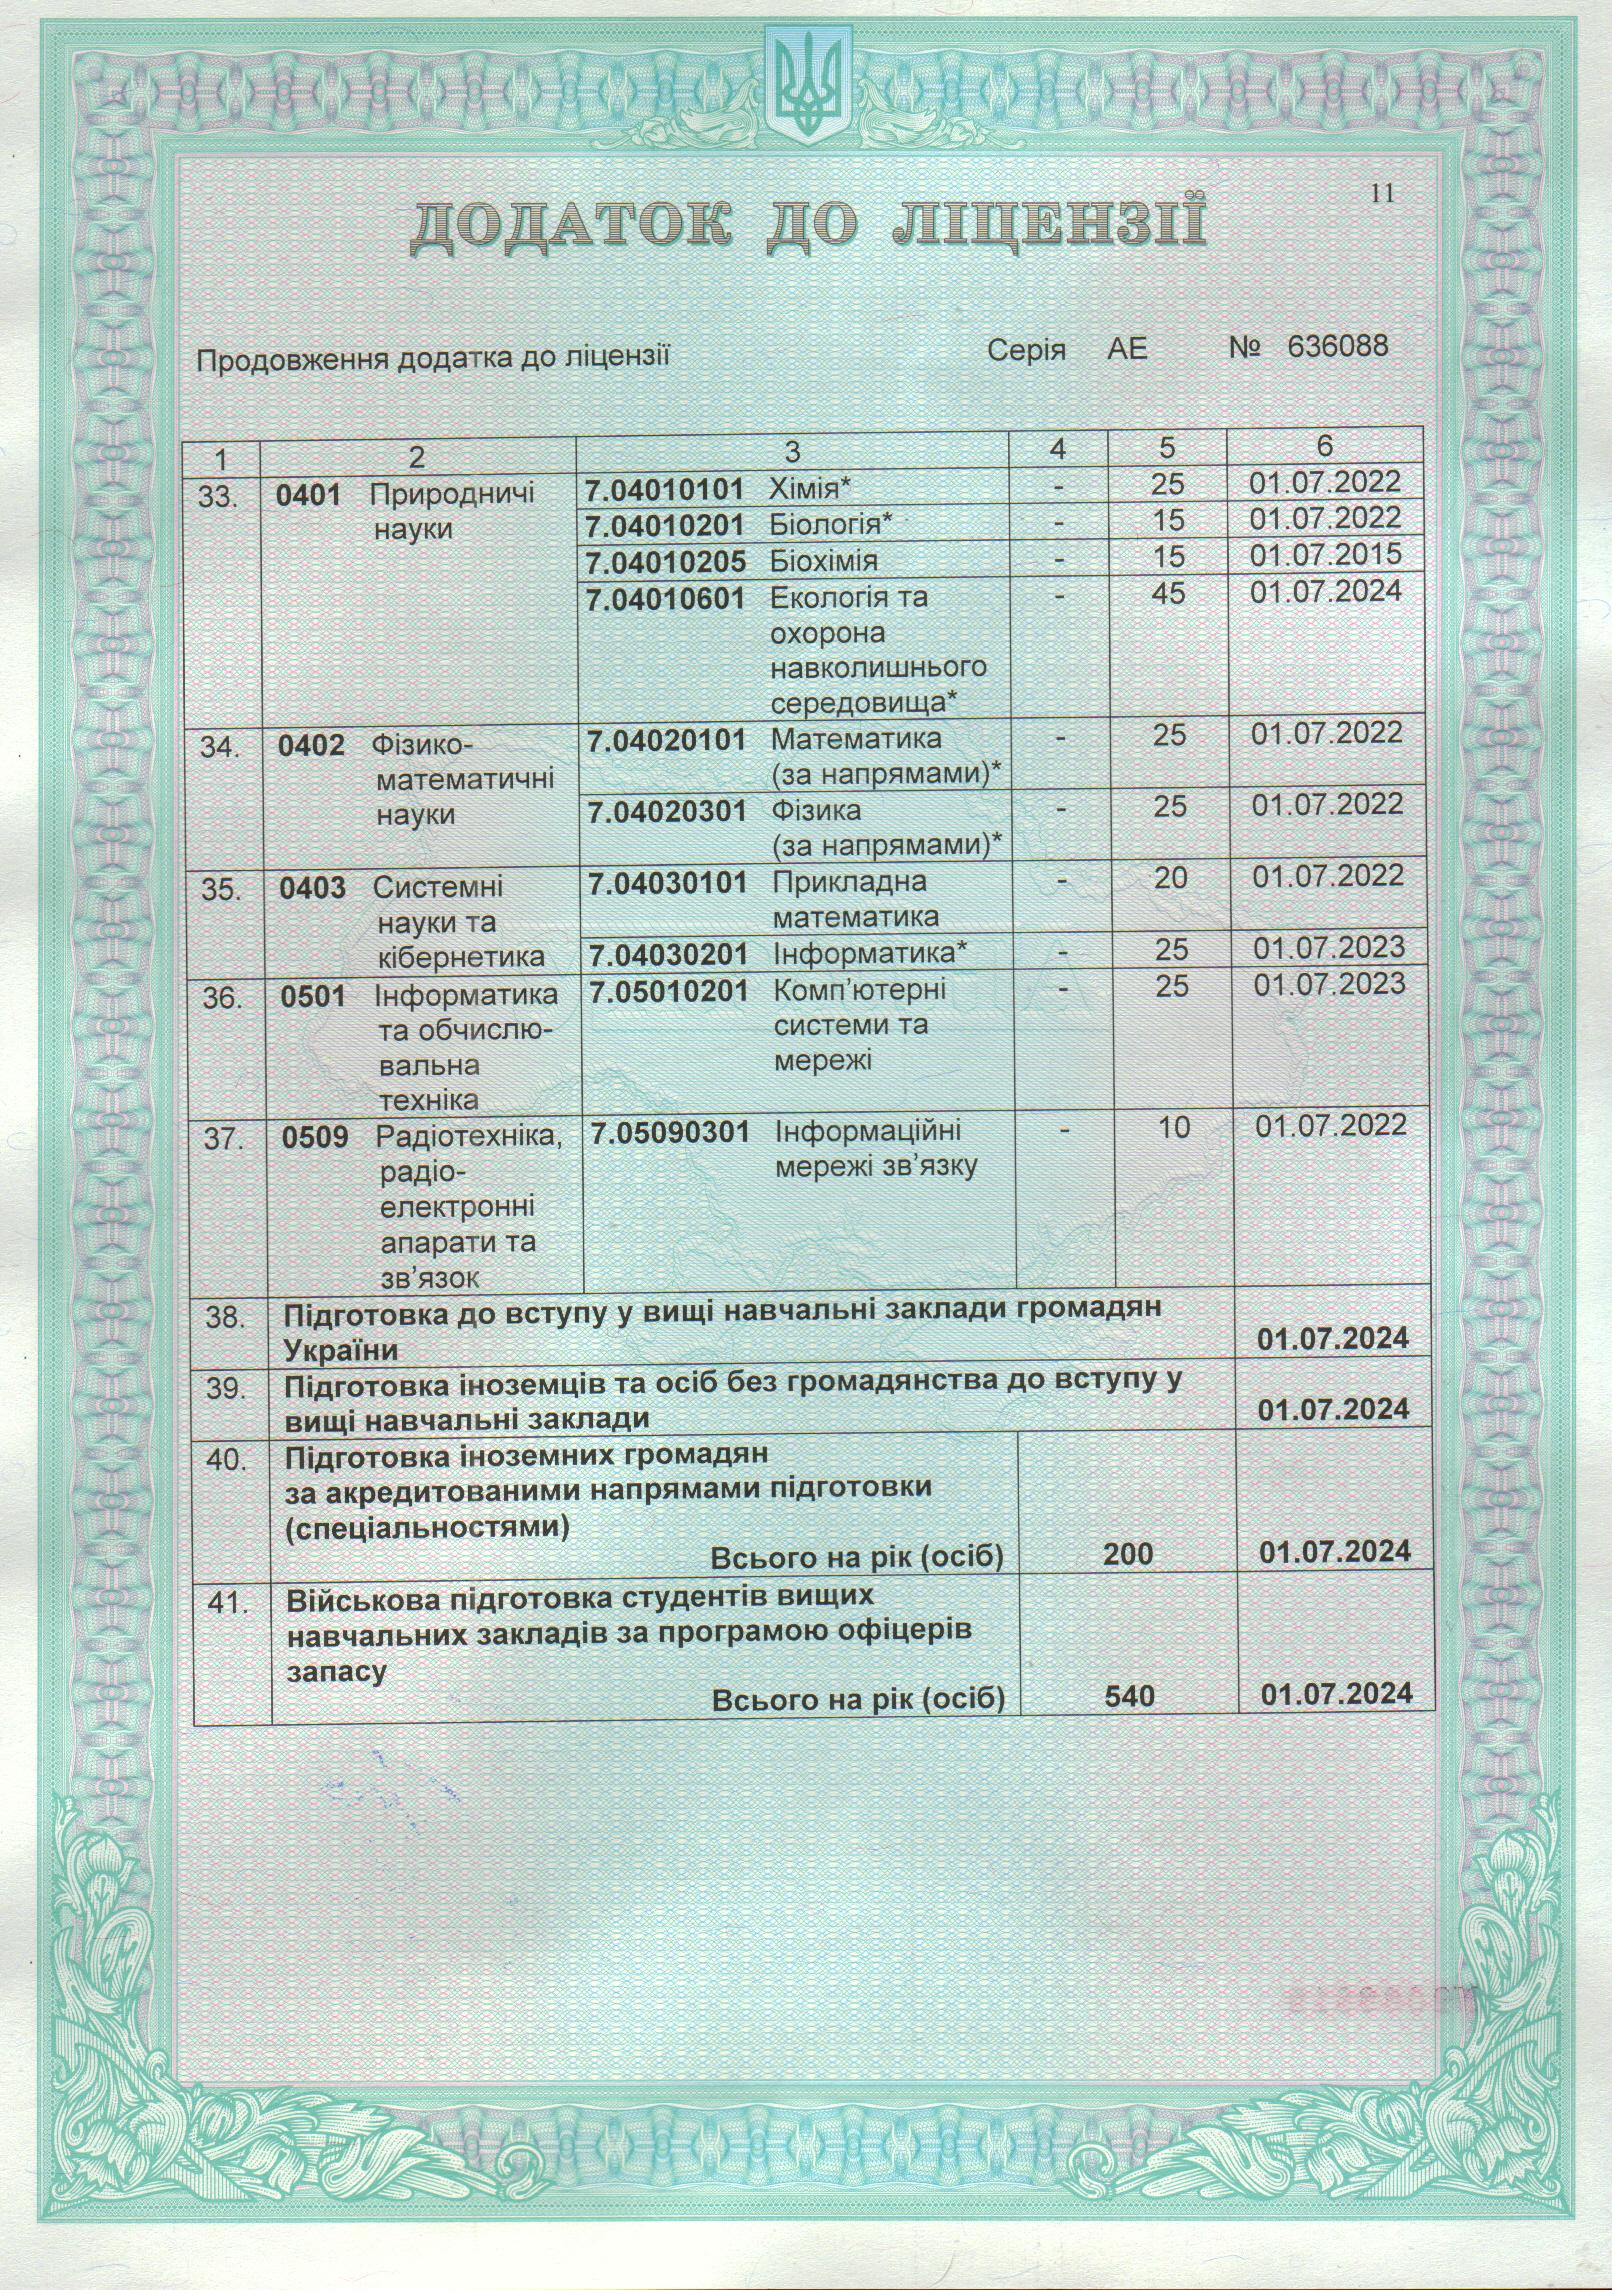 11
ДОДАТОК ДО ЛІЦЕНЗІЇ
Продовження додатка до ліцензії Серія АЕ № 636088
1 2 3 4 5 6
33. 0401 Природничі 7.04010101 Хімія* - 25 01.07.2022
науки 7.04010201 Біологія* - 15 01.07.2022
7.04010205 Біохімія - 15 01.07.2015
7.04010601 Екологія та - 45 01.07.2024
охорона
навколишнього
середовища*
34. 0402 Фізико- 7.04020101 Математика - 25 01.07.2022
математичні (за напрямами)*
науки 7.04020301 Фізика - 25 01.07.2022
(за напрямами)*
35. 0403 Системні 7.04030101 Прикладна - 20 01.07.2022
науки та математика
кібернетика 7.04030201 Інформатика* - 25 01.07.2023
36. 0501 Інформатика 7.05010201 Комп’ютерні - 25 01.07.2023
та обчислю- системи та
вальна мережі
техніка
37. 0509 Радіотехніка, 7.05090301 Інформаційні - 10 01.07.2022
радіо- мережі зв’язку
електронні
апарати та
зв’язок
38. Підготовка до вступу у вищі навчальні заклади громадян
України 01.07.2024
39. Підготовка іноземців та осіб без громадянства до вступу у
вищі навчальні заклади 01.07.2024
40. Підготовка іноземних громадян
за акредитованими напрямами підготовки
(спеціальностями)
Всього на рік (осіб) 200 01.07.2024
41. Військова підготовка студентів вищих
навчальних закладів за програмою офіцерів
запасу
Всього на рік (осіб) 540 01.07.2024